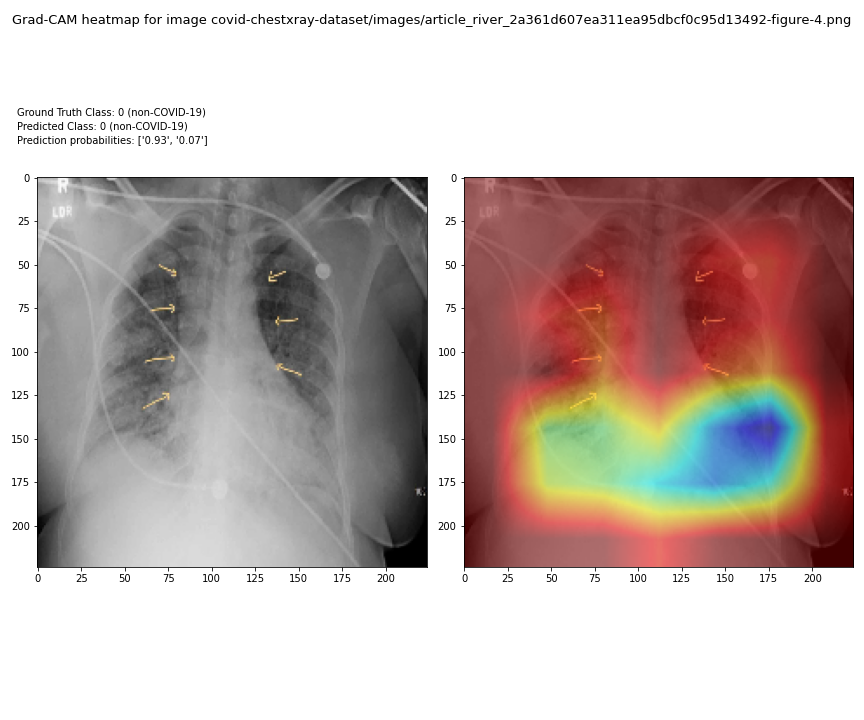 Grad-CAM heatmap for image covid-chestxray-dataset/images/article_river_2a361d607ea311ea95dbcf0c95d13492-figure-4.png
Ground Truth Class: 0 (non-COVID-19)
Predicted Class: 0 (non-COVID-19)
Prediction probabilities: ['0.93', '0.07']
0
25
50
75
100
125
150
175
200
0 25 50 75 100 125 150 175 200
R
LDR
0
25
50
75
100
125
150
175
200
0 25 50 75 100 125 150 175 200
R
LDR